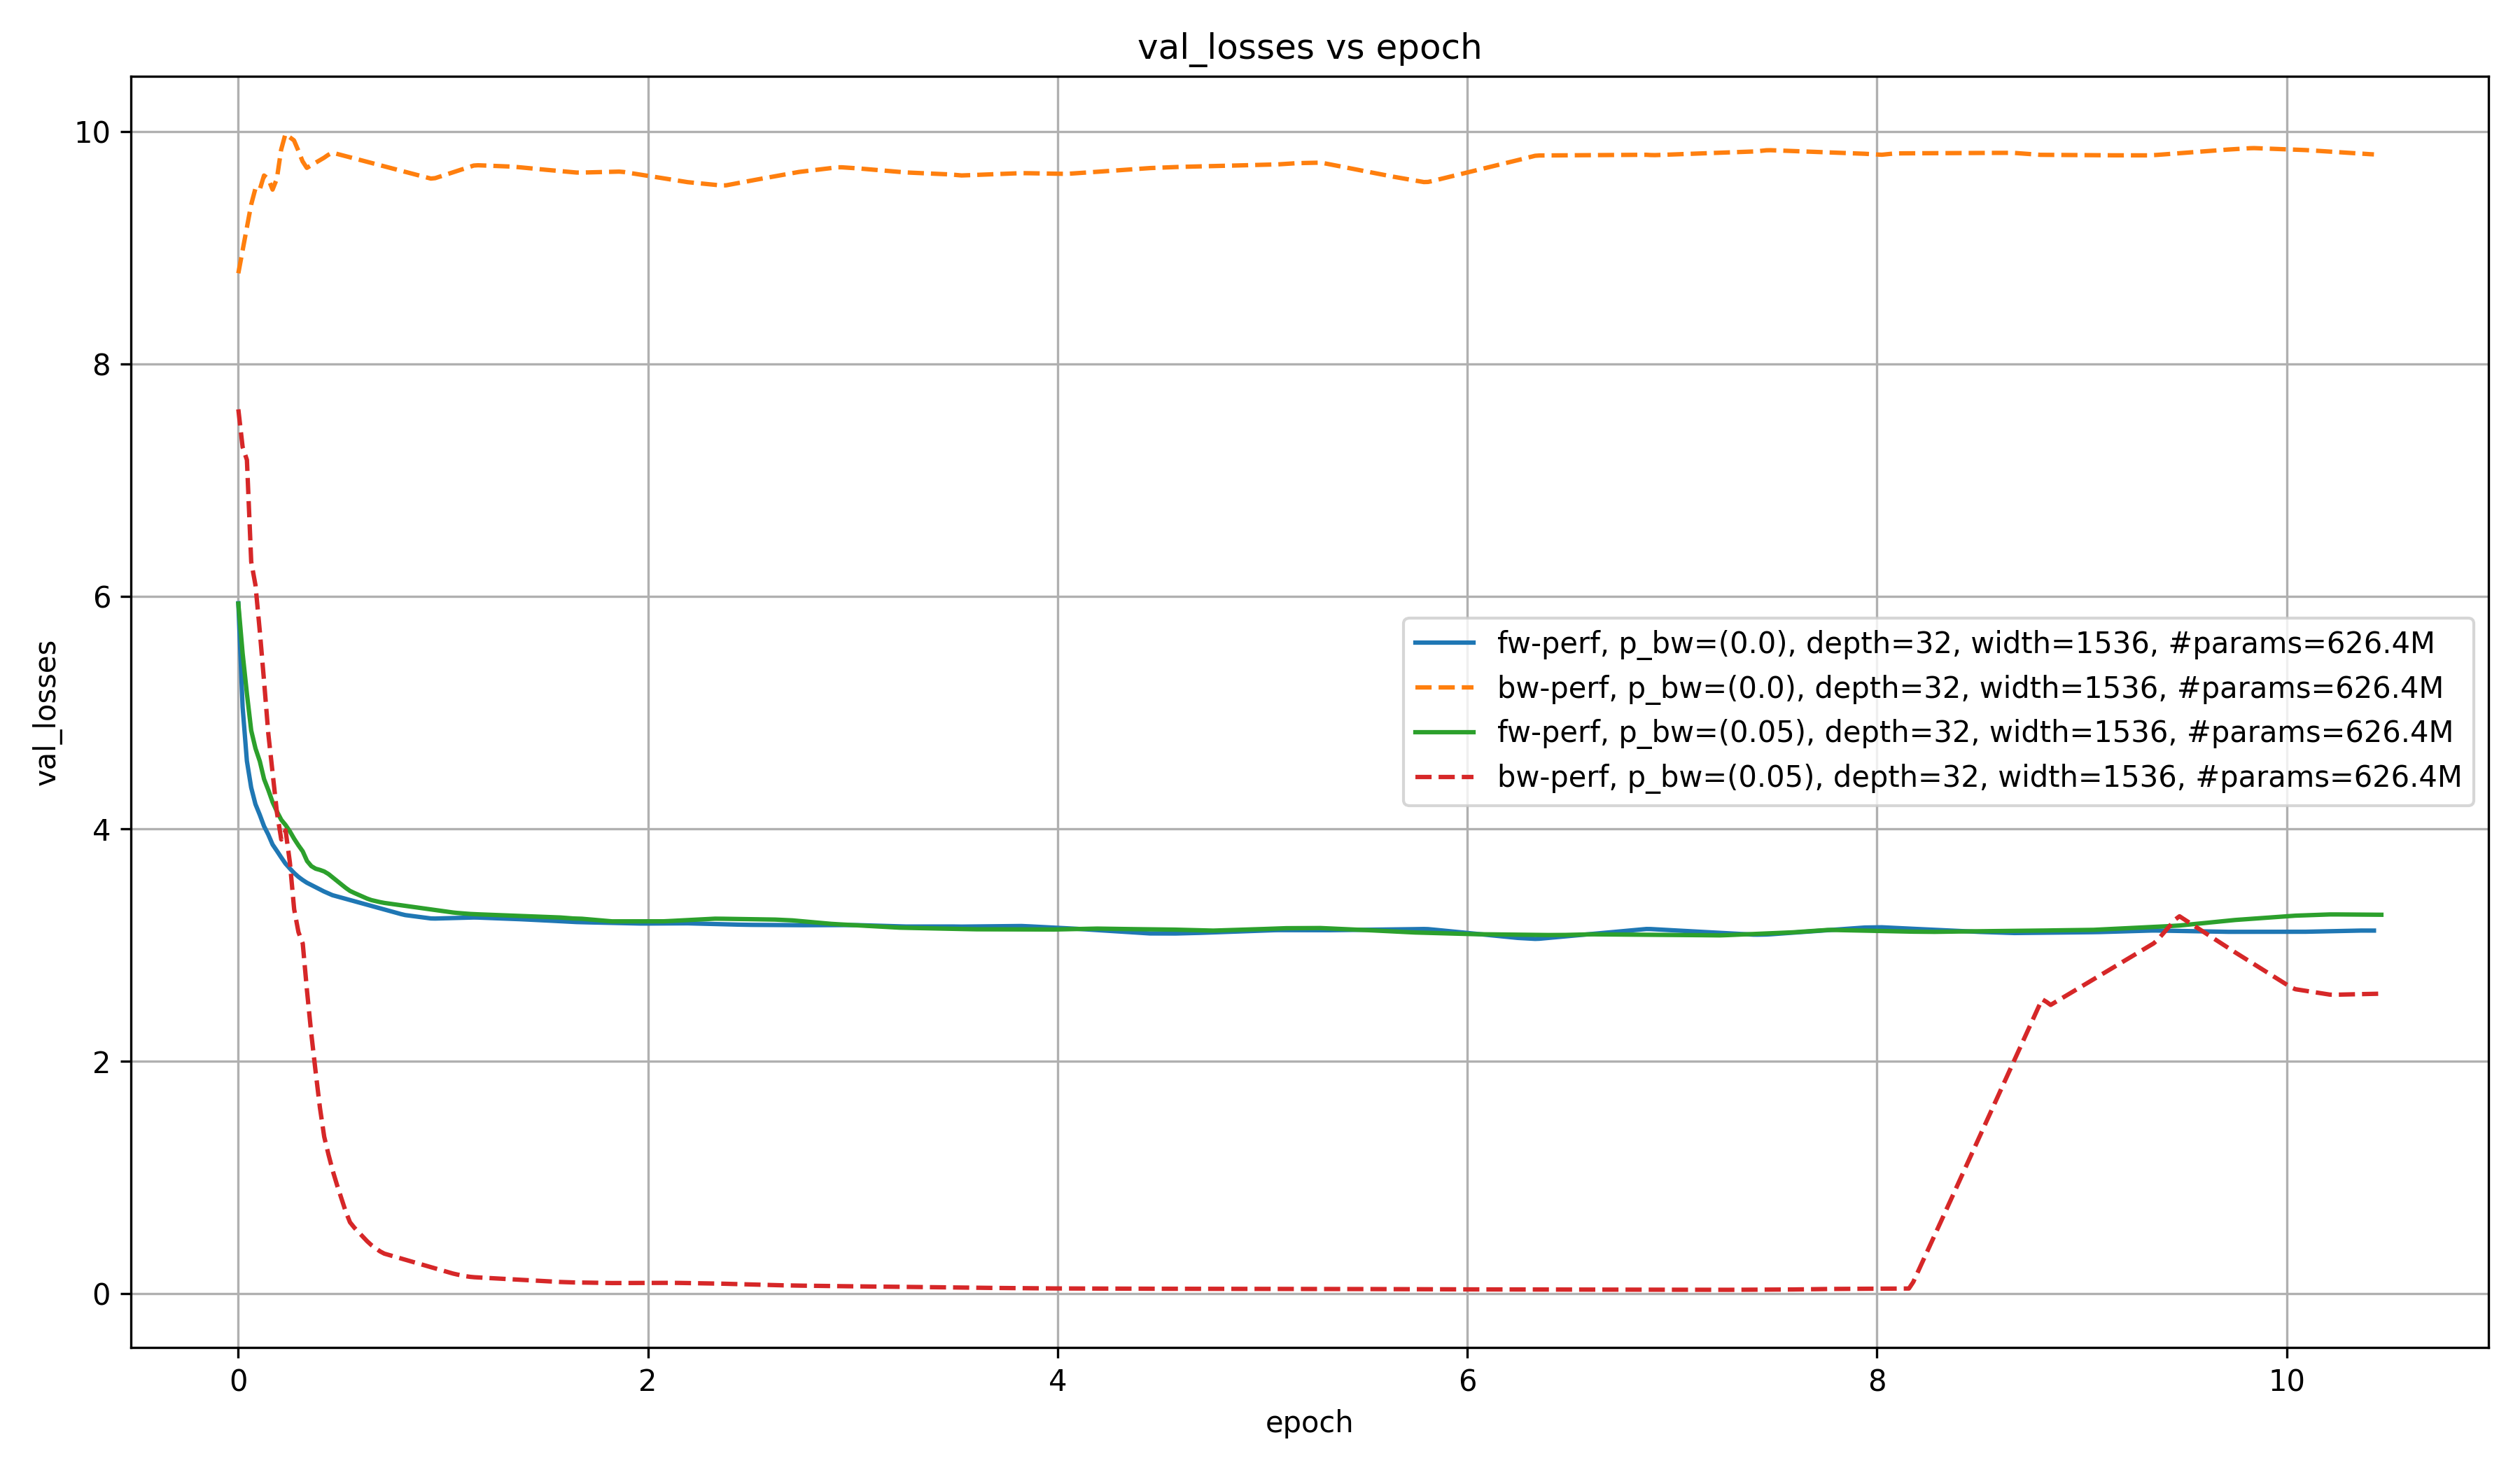 val_losses vs epoch
val_losses
10
8
6
4
2
0
fw-perf, p_bw=(0.0), depth=32, width=1536, #params=626.4M
bw-perf, p_bw=(0.0), depth=32, width=1536, #params=626.4M
fw-perf, p_bw=(0.05), depth=32, width=1536, #params=626.4M
bw-perf, p_bw=(0.05), depth=32, width=1536, #params=626.4M
0 2 4 6 8 10
epoch